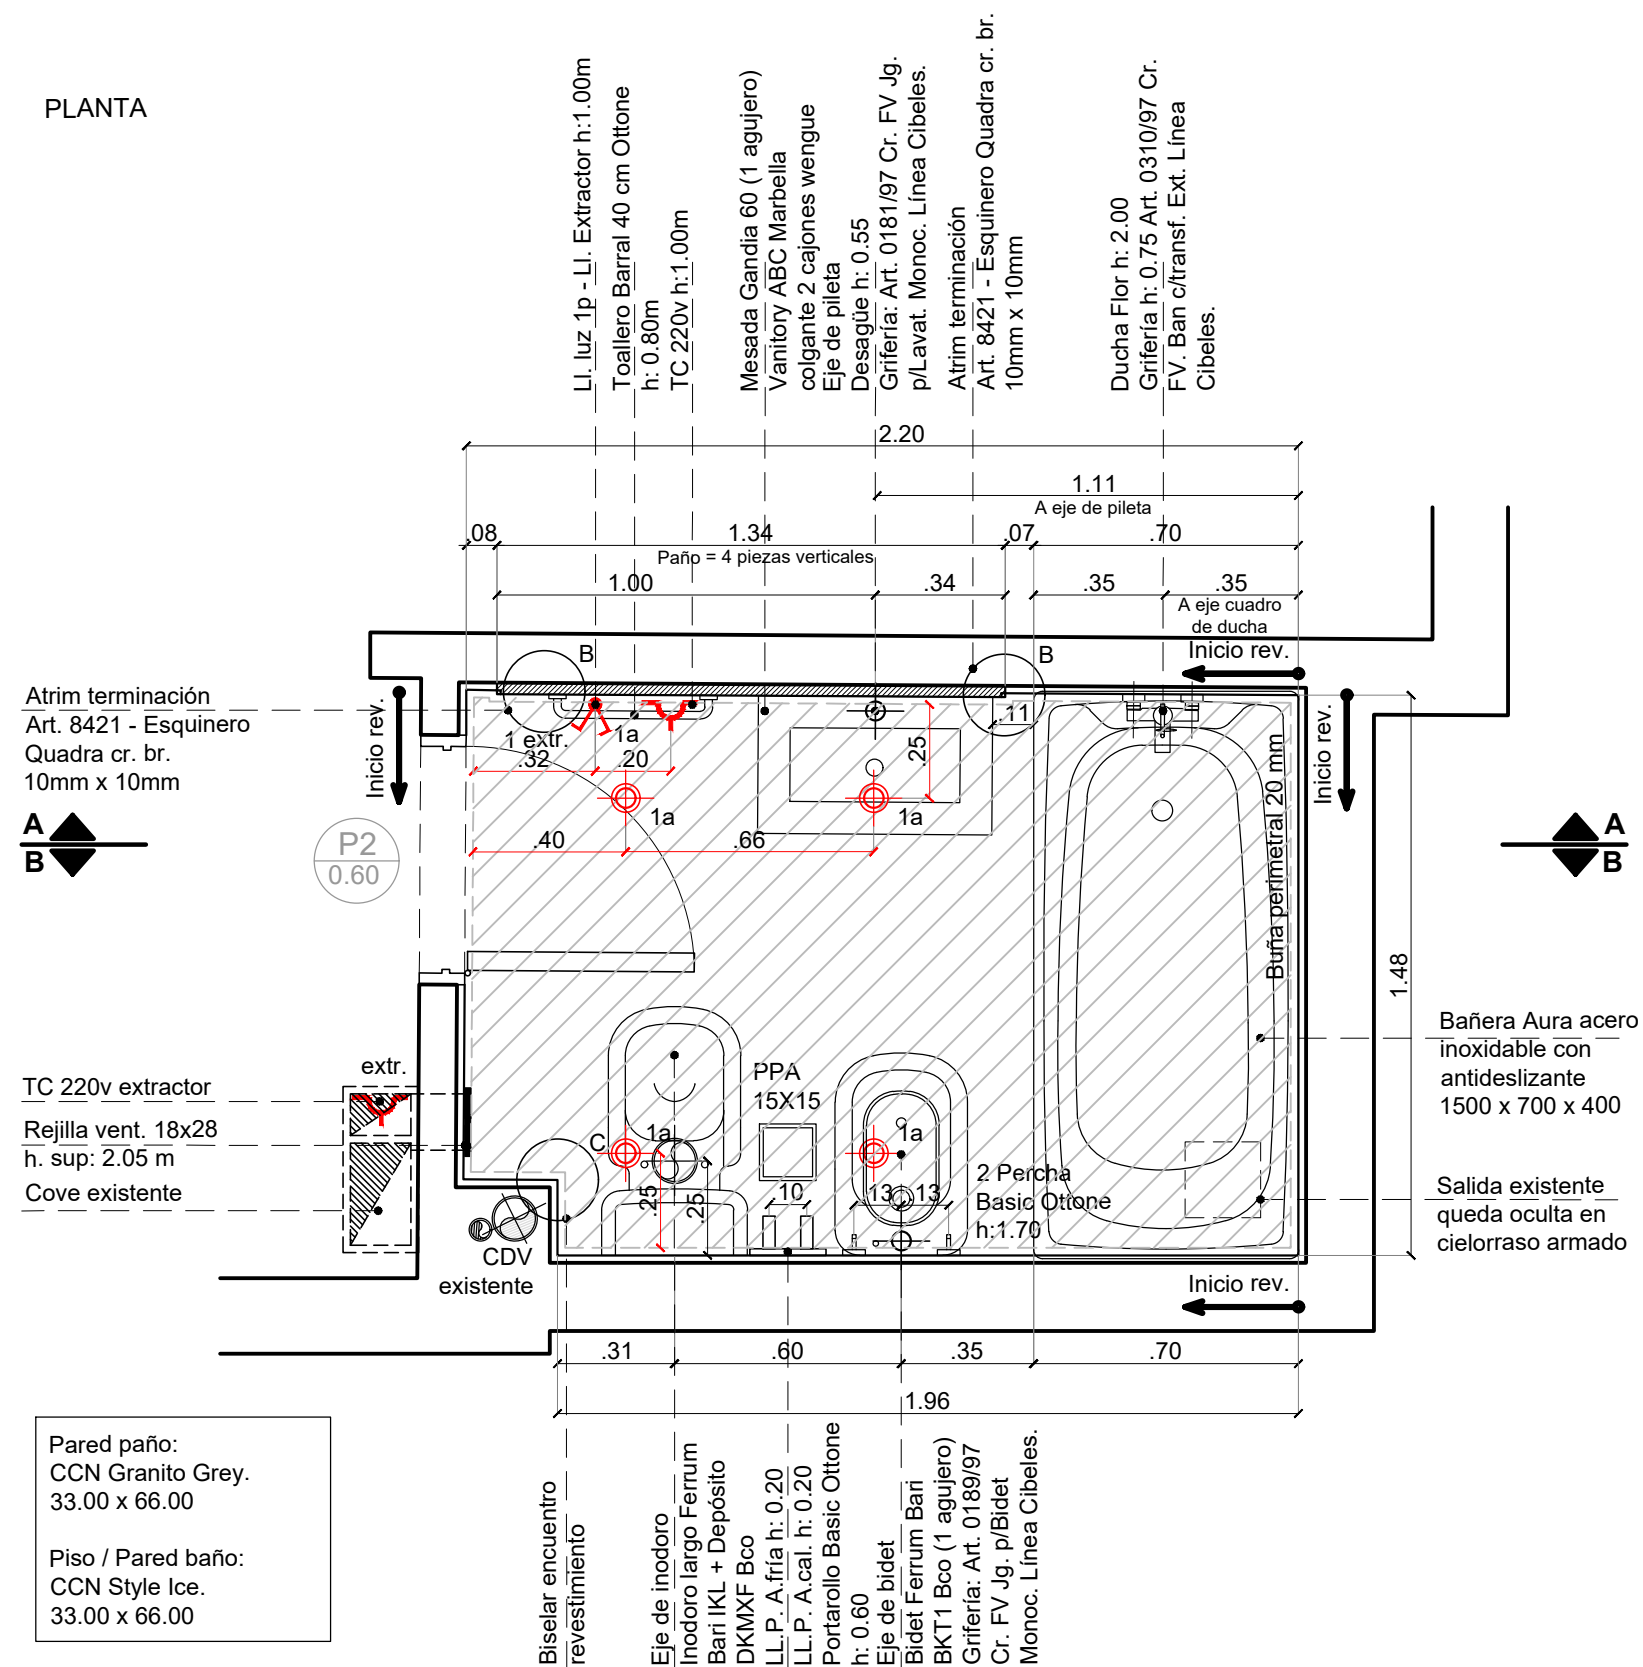 PLANTA
Ll. luz 1p - Ll. Extractor h:1.00m
Toallero Barral 40 cm Ottone
h: 0.80m
TC 220v h:1.00m
Mesada Gandia 60 (1 agujero)
Vanitory ABC Marbella
colgante 2 cajones wengue
Eje de pileta
Desagüe h: 0.55
Grifería: Art. 0181/97 Cr. FV Jg.
p/Lavat. Monoc. Línea Cibeles.
Atrim terminación
Art. 8421 - Esquinero Quadra cr. br.
10mm x 10mm
Ducha Flor h: 2.00
Grifería h: 0.75 Art. 0310/97 Cr.
FV. Ban c/transf. Ext. Línea
Cibeles.
2.20
1.11
A eje de pileta
.08
1.34
.07
.70
Paño = 4 piezas verticales
1.00
.34
.35
.35
A eje cuadro
de ducha
Inicio rev.
B
B
Atrim terminación
Art. 8421 - Esquinero
Quadra cr. br.
10mm x 10mm
Inicio rev.
1 extr.
1a
.32
.20
.11
.25
Inicio rev.
Buña perimetral 20 mm
1a
1a
A
B
P2
0.60
.40
.66
A
B
1.48
Bañera Aura acero
inoxidable con
antideslizante
1500 x 700 x 400
extr.
TC 220v extractor
Rejilla vent. 18x28
h. sup: 2.05 m
Cove existente
PPA
15X15
C
1a
1a
.25
.25
10
13
13
2 Percha
Basic Ottone
h:1.70
Salida existente
queda oculta en
cielorraso armado
CDV
existente
Inicio rev.
.31
.60
.35
.70
1.96
Pared paño:
CCN Granito Grey.
33.00 x 66.00
Piso / Pared baño:
CCN Style Ice.
33.00 x 66.00
Biselar encuentro
revestimiento
Eje de inodoro
Inodoro largo Ferrum
Bari IKL + Depósito
DKMXF Bco
LL.P. A.fría h: 0.20
LL.P. A.cal. h: 0.20
Portarollo Basic Ottone
h: 0.60
Eje de bidet
Bidet Ferrum Bari
BKT1 Bco (1 agujero)
Grifería: Art. 0189/97
Cr. FV Jg. p/Bidet
Monoc. Línea Cibeles.